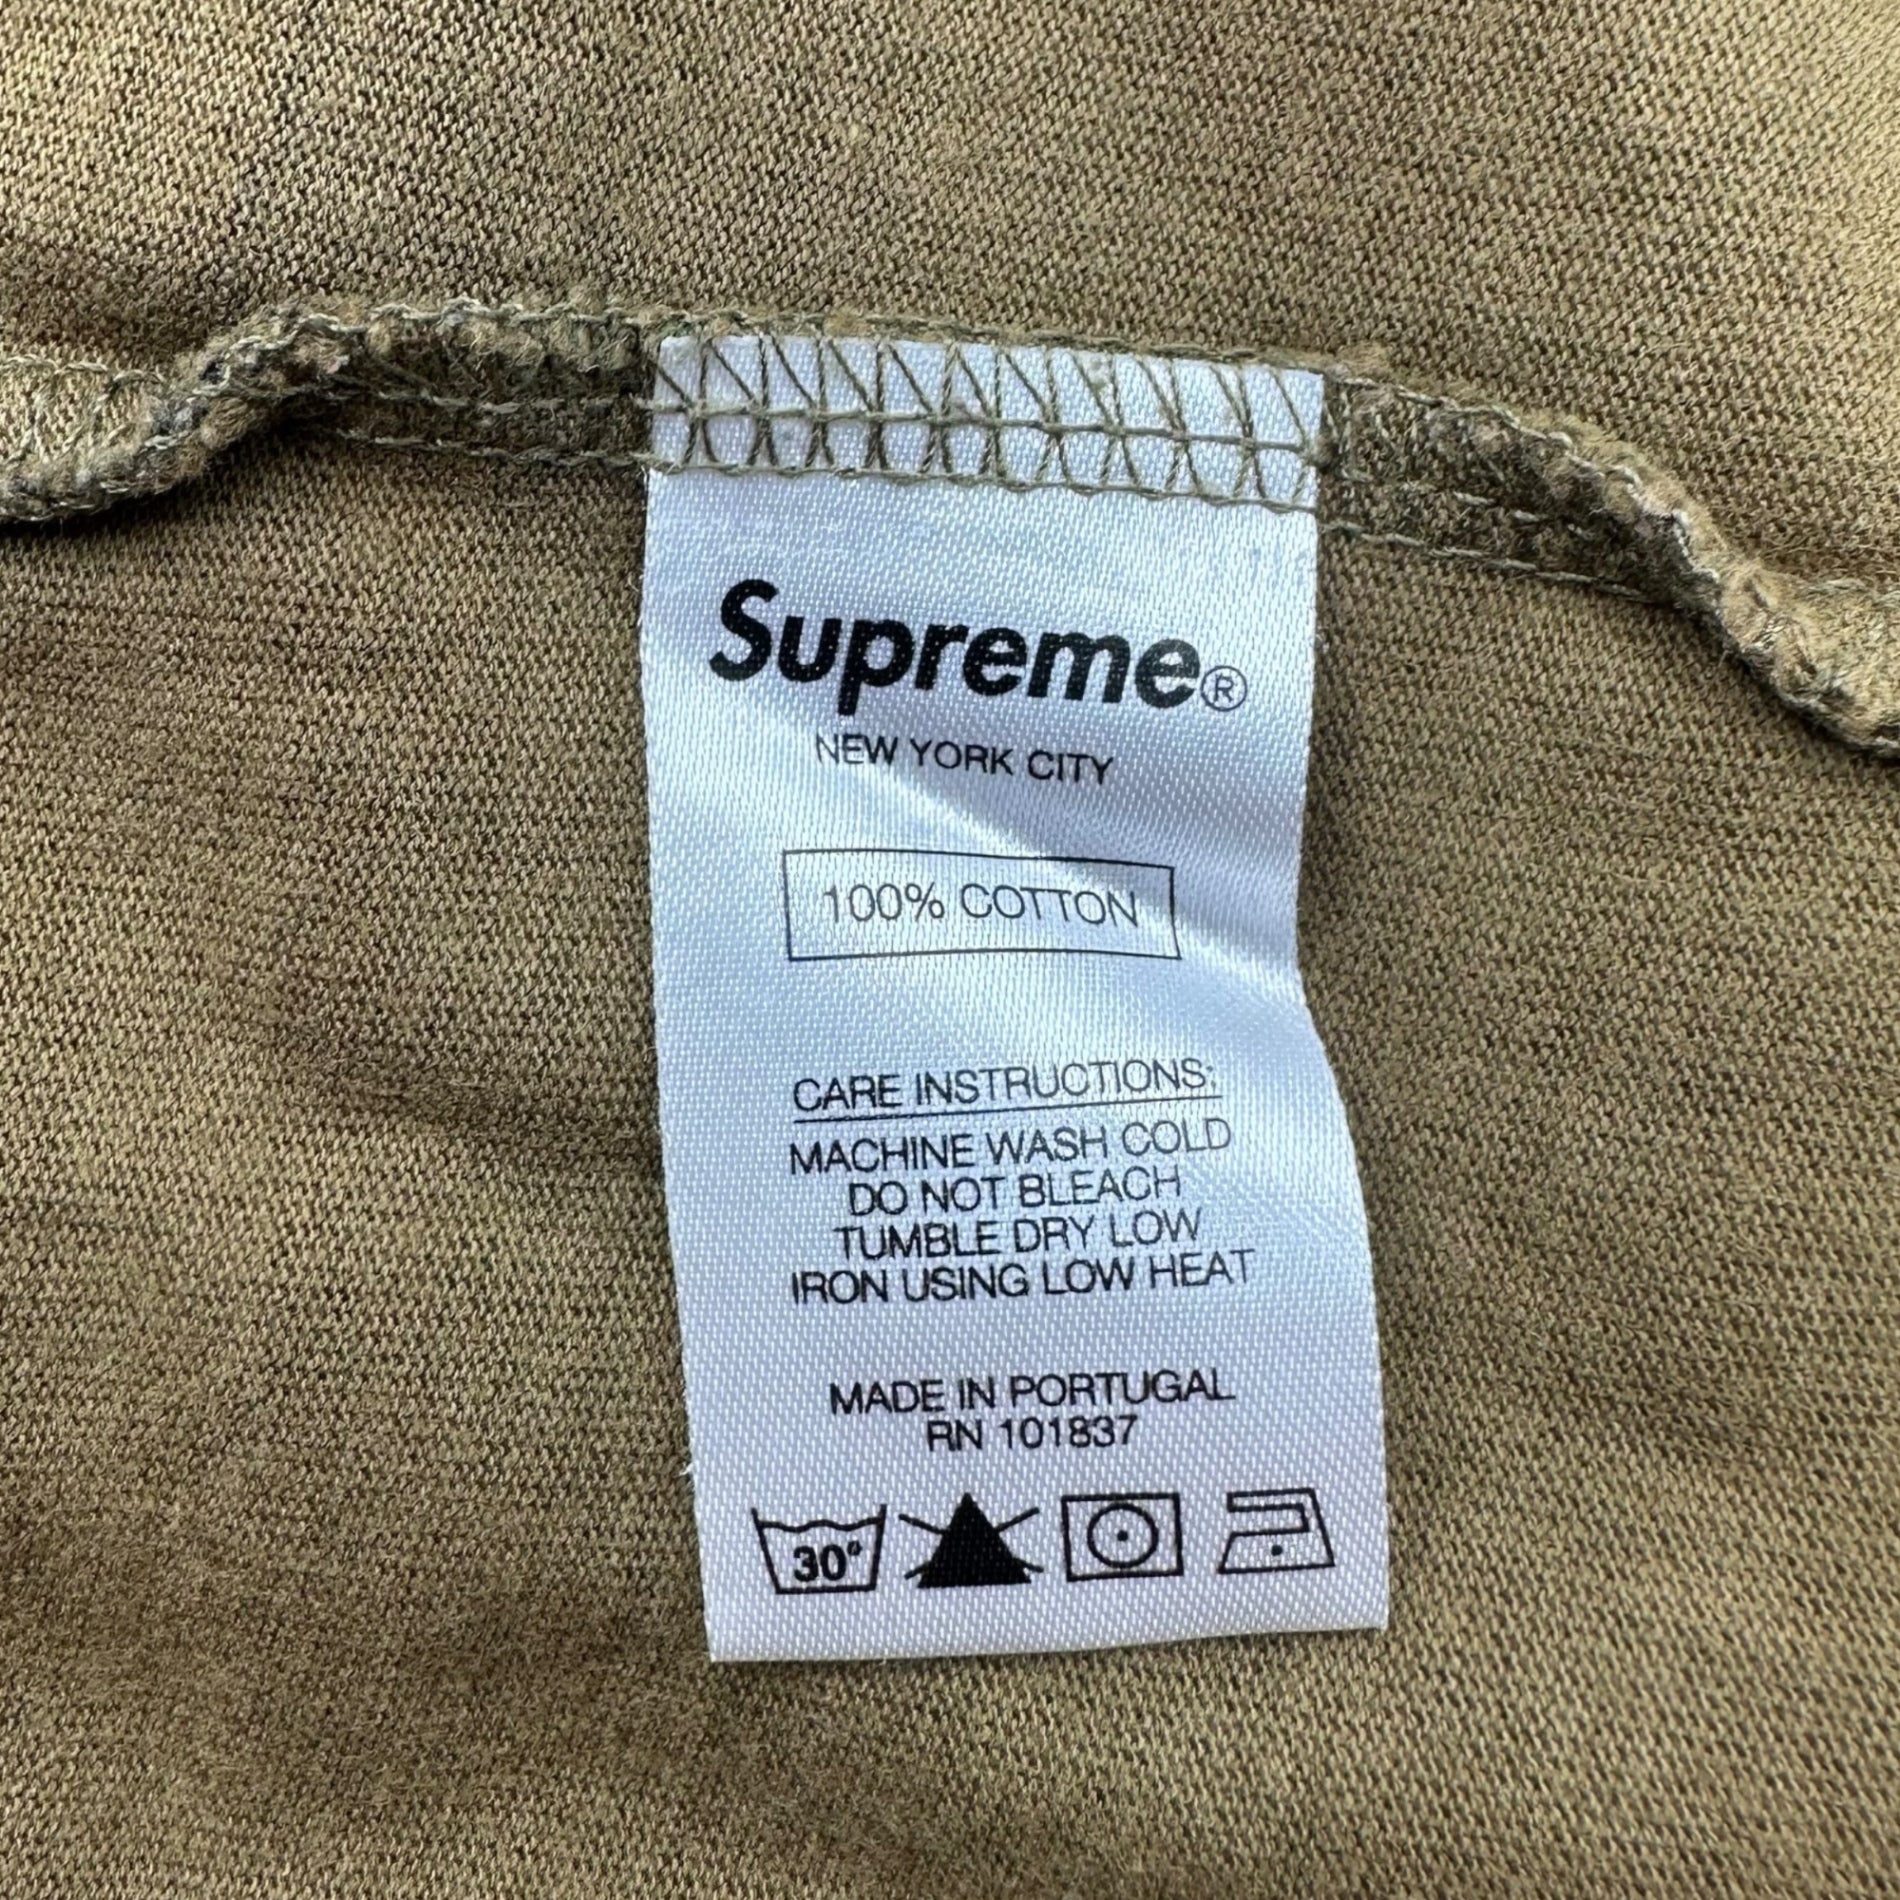 Supreme®
NEW YORK CITY
100% COTTON
CARE INSTRUCTIONS:
MACHINE WASH COLD
DO NOT BLEACH
TUMBLE DRY LOW
IRON USING LOW HEAT
MADE IN PORTUGAL
RN 101837
30°